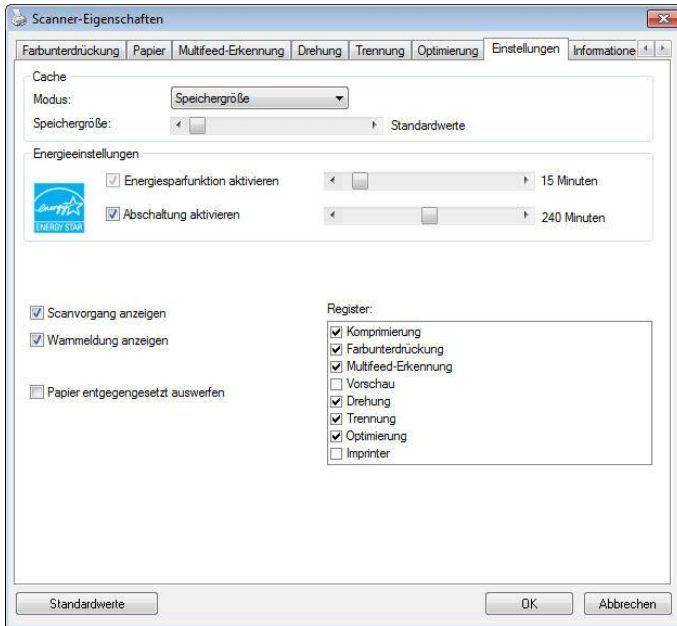 Scanner-Eigenschaften
Farbunterdrückung Papier Multifeed-Erkennung Drehung Trennung Optimierung Einstellungen Informatione
Cache
Modus: Speichergröße
Speichergröße: Standardwerte
Energieeinstellungen
Energiesparfunktion aktivieren 15 Minuten
Abschaltung aktivieren 240 Minuten
energy
ENERGY STAR
Scanvorgang anzeigen
Warnmeldung anzeigen
Papier entgegengesetzt auswerfen
Register:
Komprimierung
Farbunterdrückung
Multifeed-Erkennung
Vorschau
Drehung
Trennung
Optimierung
Imprinter
Standardwerte OK Abbrechen